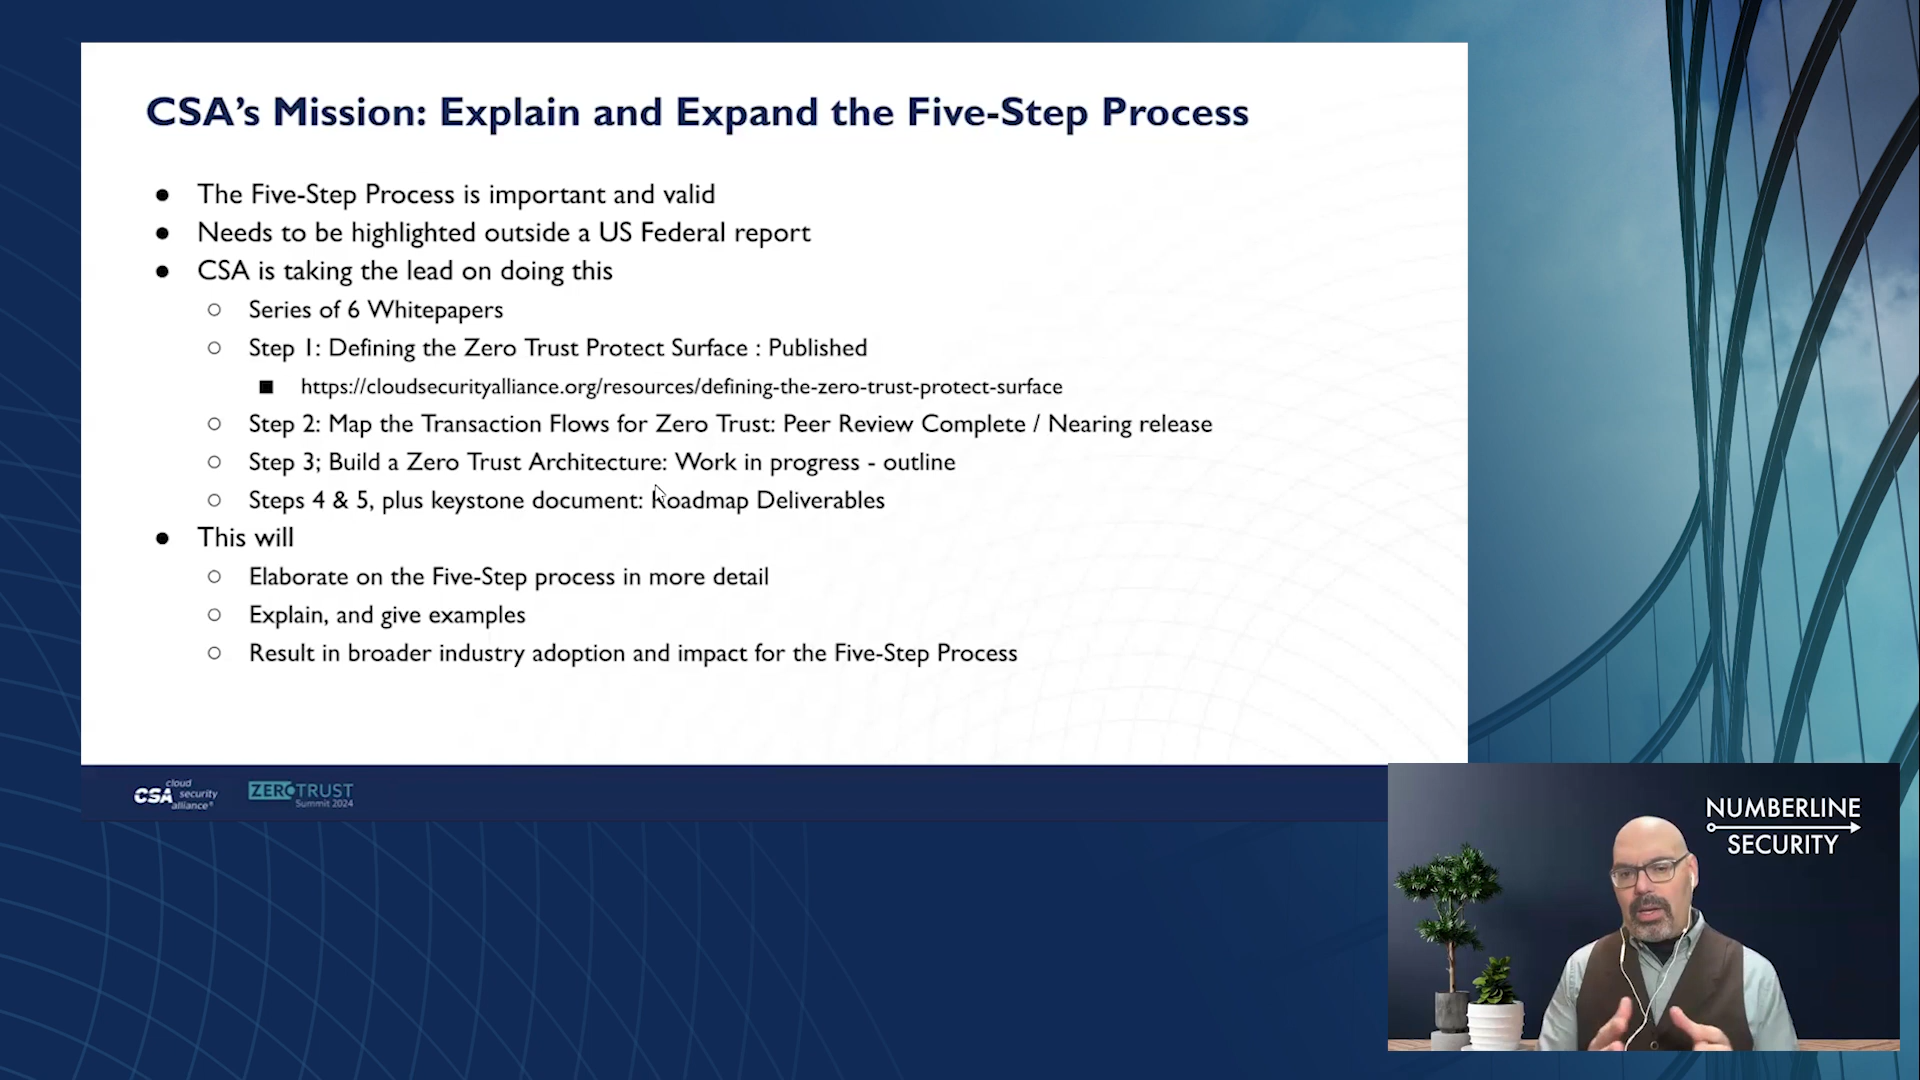 CSA's Mission: Explain and Expand the Five-Step Process
● The Five-Step Process is important and valid
● Needs to be highlighted outside a US Federal report
● CSA is taking the lead on doing this
○ Series of 6 Whitepapers
○ Step 1: Defining the Zero Trust Protect Surface : Published
■ https://cloudsecurityalliance.org/resources/defining-the-zero-trust-protect-surface
○ Step 2: Map the Transaction Flows for Zero Trust: Peer Review Complete / Nearing release
○ Step 3; Build a Zero Trust Architecture: Work in progress - outline
○ Steps 4 & 5, plus keystone document: Roadmap Deliverables
● This will
○ Elaborate on the Five-Step process in more detail
○ Explain, and give examples
○ Result in broader industry adoption and impact for the Five-Step Process
CSA cloud security alliance®
ZEROTRUST
Summit 2024
NUMBERLINE
SECURITY